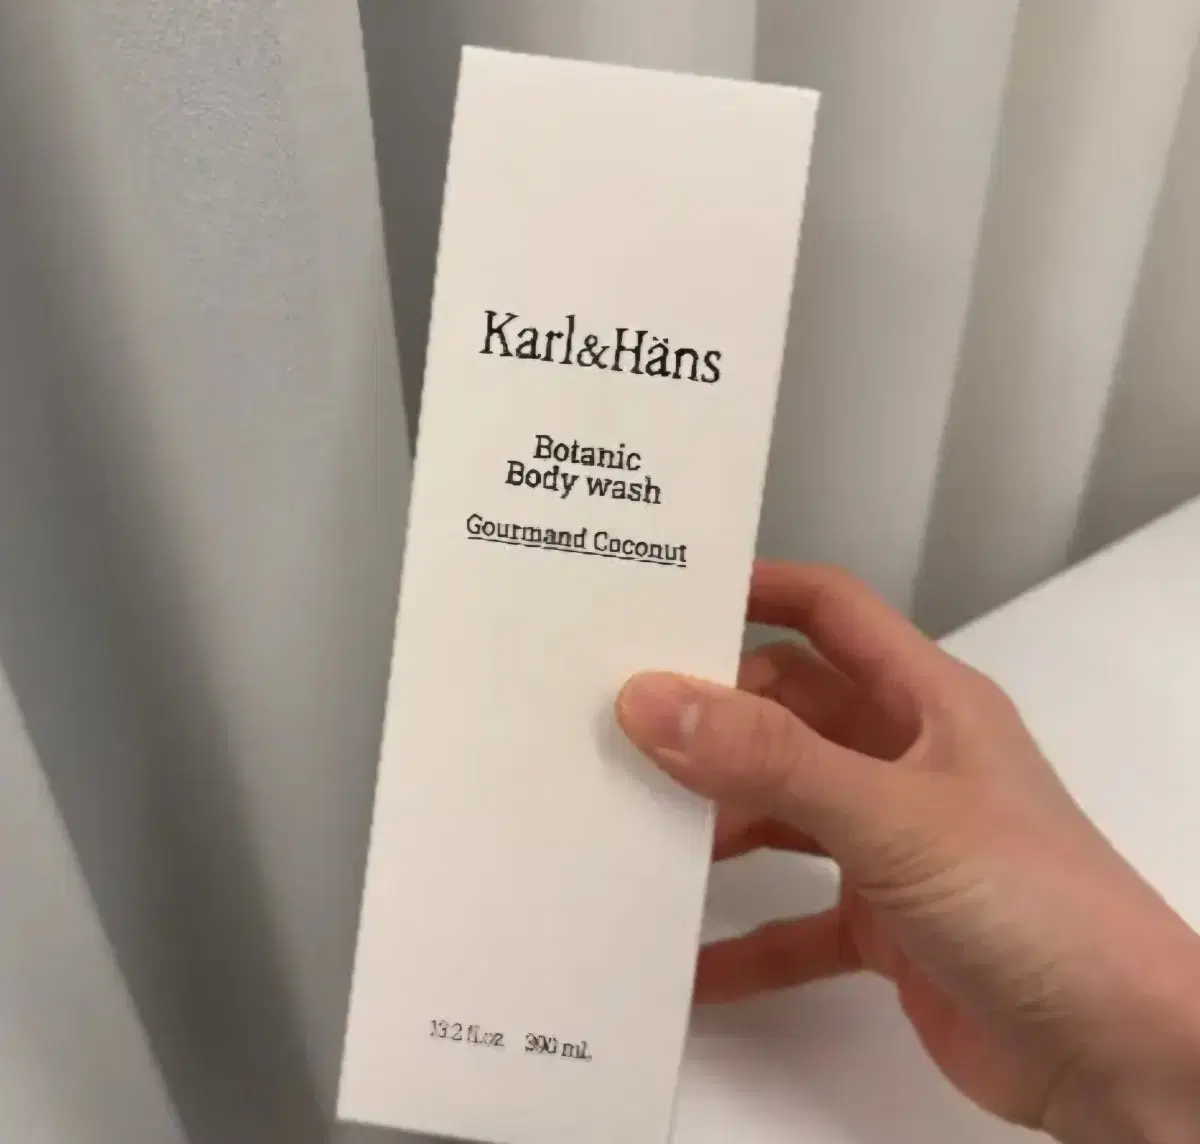 Karl&Häns
Botanic
Body wash
Gourmand Coconut
13.2 fl.oz 390 mL